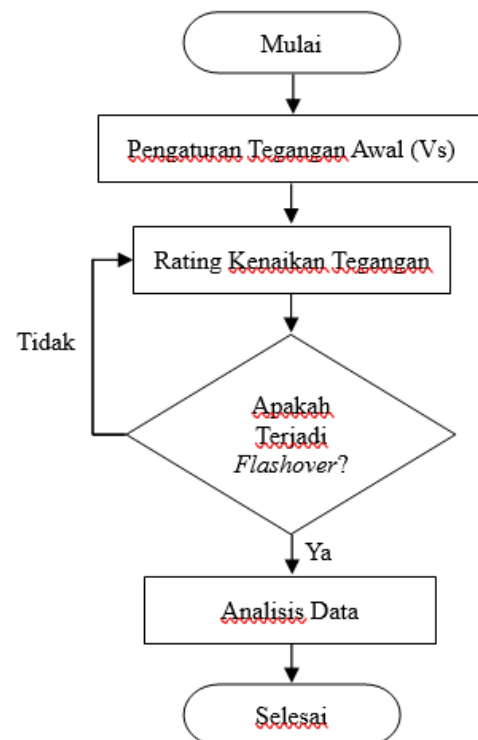 Mulai
Pengaturan Tegangan Awal (Vs)
Rating Kenaikan Tegangan
Tidak
Apakah
Terjadi
Flashover?
Ya
Analisis Data
Selesai